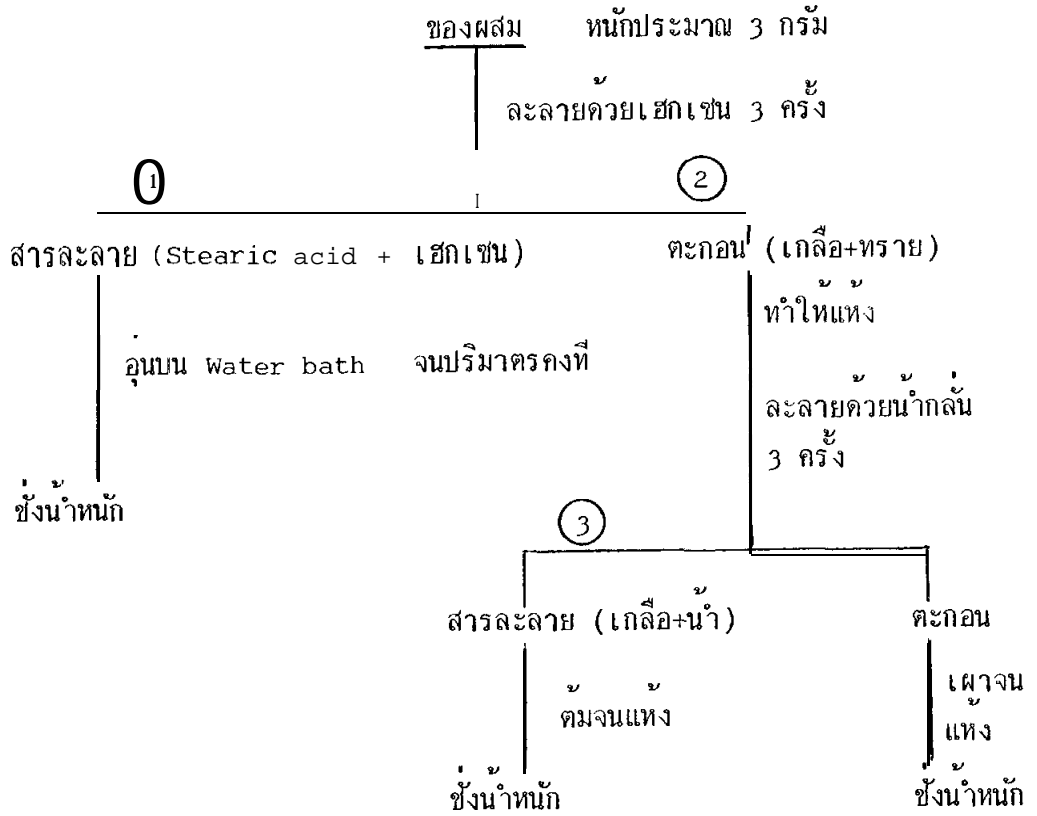 ของผสม หนักประมาณ 3 กรัม
ละลายด้วยเฮกเซน 3 ครั้ง
1
2
สารละลาย (Stearic acid + เฮกเซน)
ตะกอน (เกลือ+ทราย)
ทำให้แห้ง
อุ่นบน Water bath จนปริมาตรคงที่
ละลายด้วยน้ำกลั่น
3 ครั้ง
ชั่งน้ำหนัก
3
สารละลาย (เกลือ+น้ำ)
ตะกอน
เผาจน
แห้ง
ต้มจนแห้ง
ชั่งน้ำหนัก
ชั่งน้ำหนัก